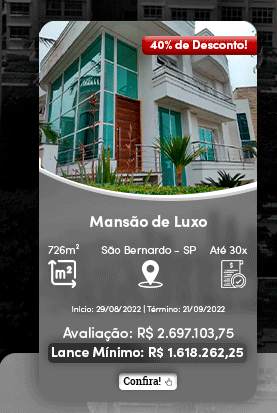 40% de Desconto!
Mansão de Luxo
726m² São Bernardo - SP Até 30x
m²
Início: 29/08/2022 | Término: 21/09/2022
Avaliação: R$ 2.697.103,75
Lance Mínimo: R$ 1.618.262,25
Confira!